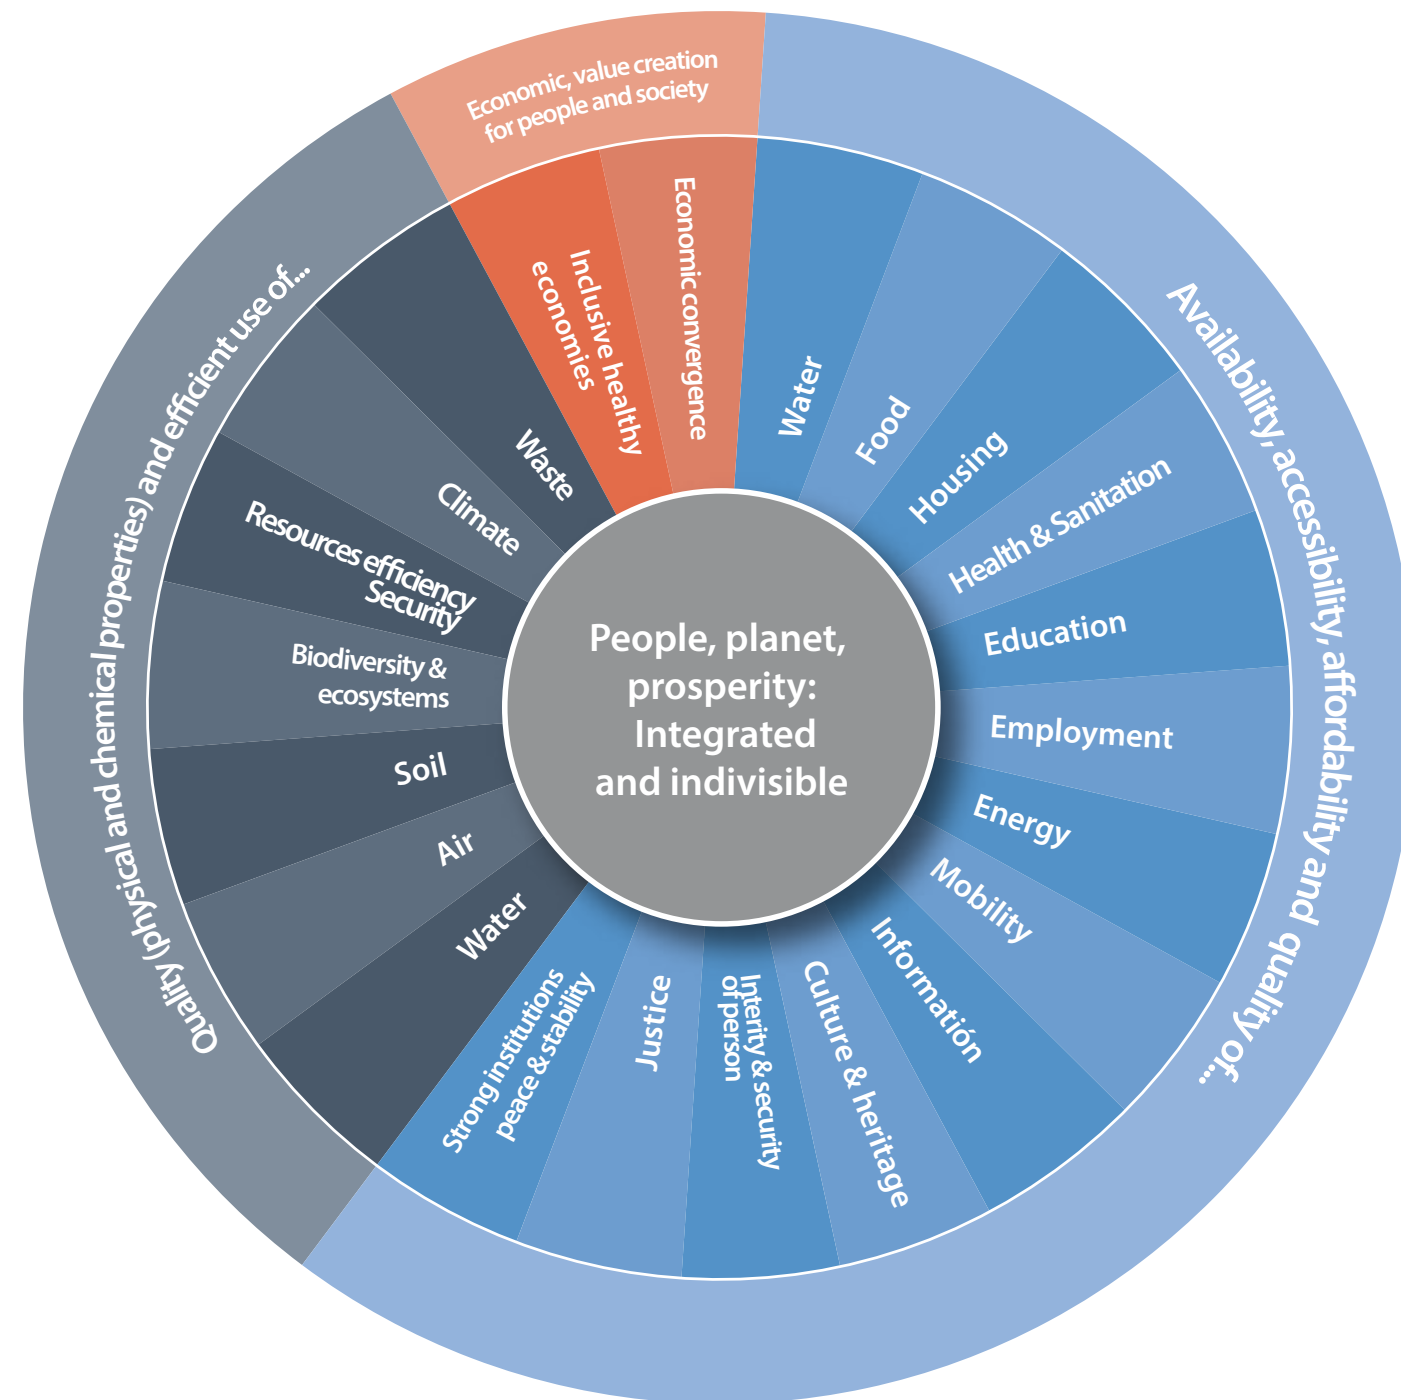 Economic, value creation
for people and society
Availability, accessibility, affordability and quality of...
Quality (physical and chemical properties) and efficient use of...
Inclusive healthy
economies
Economic convergence
Water
Food
Housing
Health & Sanitation
Education
Employment
Energy
Mobility
Informatión
Culture & heritage
Interity & security
of person
Justice
Strong institutions
peace & stability
Water
Air
Soil
Biodiversity &
ecosystems
Resources efficiency
Security
Climate
Waste
People, planet,
prosperity:
Integrated
and indivisible